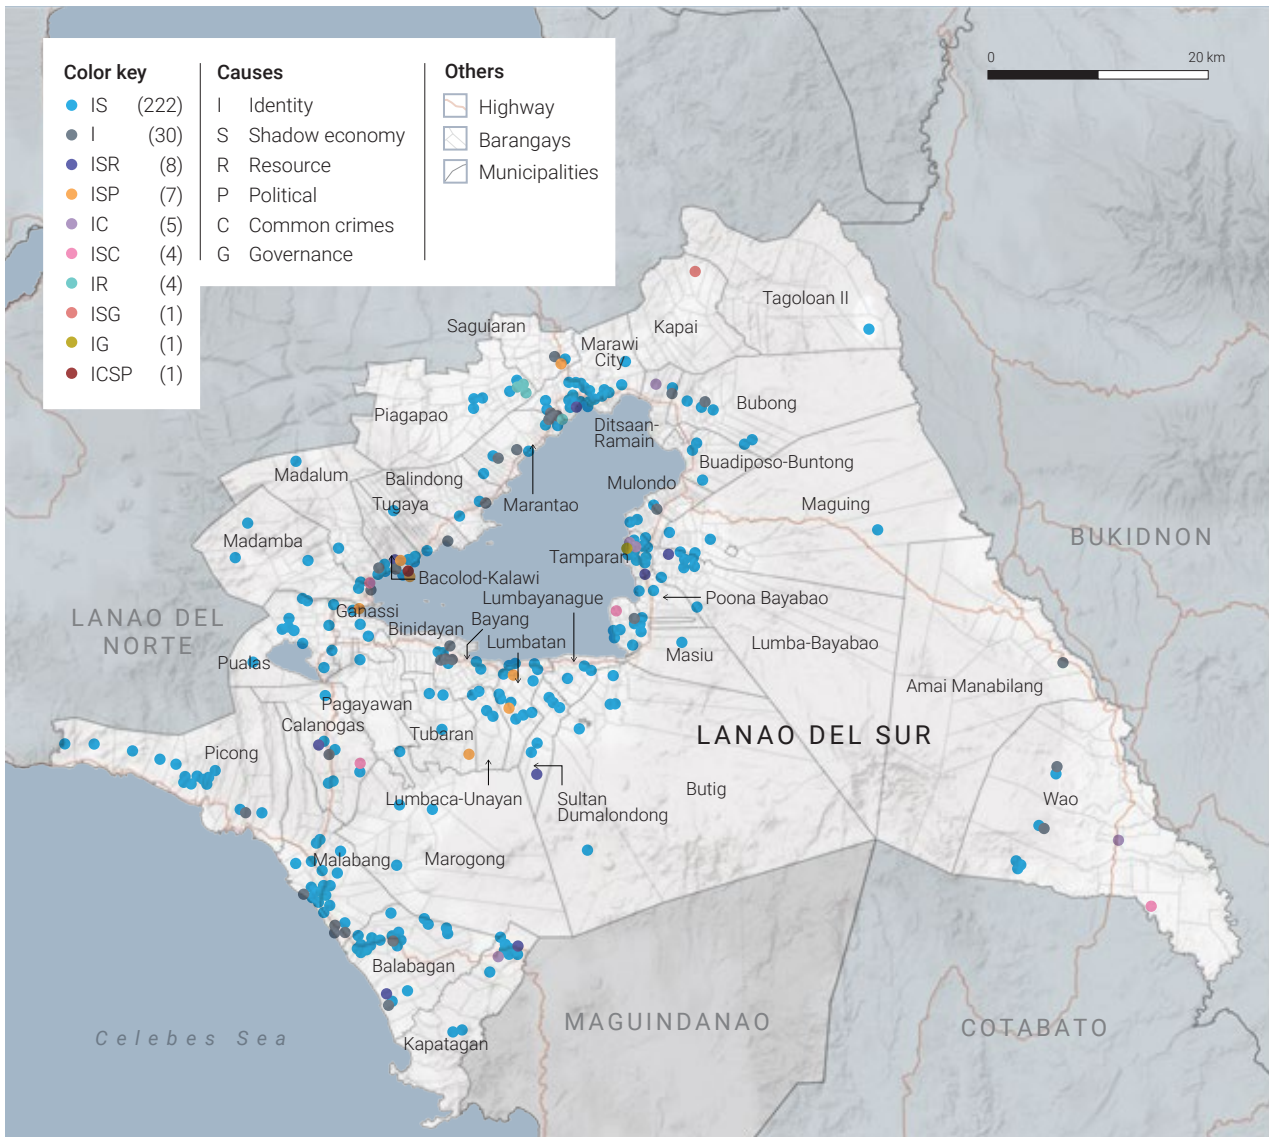 Color key
IS (222)
I (30)
ISR (8)
ISP (7)
IC (5)
ISC (4)
IR (4)
ISG (1)
IG (1)
ICSP (1)
Causes
I Identity
S Shadow economy
R Resource
P Political
C Common crimes
G Governance
Others
Highway
Barangays
Municipalities
0 20 km
Tagoloan II
Saguiaran
Kapai
Marawi
City
Piagapao
Bubong
Ditsaan-
Ramain
Buadiposo-Buntong
Madalum
Balindong
Mulondo
Tugaya
Marantao
Maguing
Madamba
BUKIDNON
Tamparan
Bacolod-Kalawi
Lumbayanague
Poona Bayabao
Ganassi
LANAO DEL
NORTE
Binidayan
Bayang
Lumbatan
Lumba-Bayabao
Masiu
Pualas
Amai Manabilang
Pagayawan
Calanogas
Tubaran
LANAO DEL SUR
Picong
Butig
Lumbaca-Unayan
Sultan
Dumalondong
Wao
Malabang
Marogong
Balabagan
MAGUINDANAO
COTABATO
Celebes Sea
Kapatagan